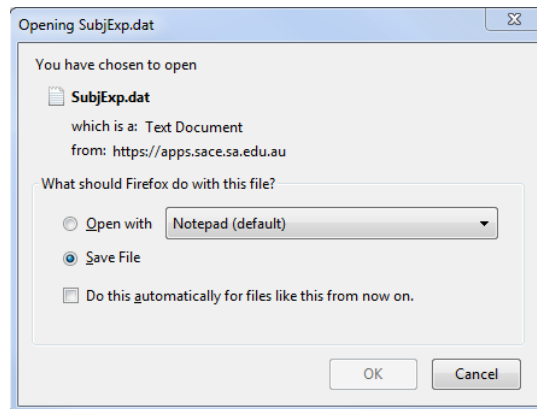 Opening SubjExp.dat
You have chosen to open
SubjExp.dat
which is a: Text Document
from: https://apps.sace.sa.edu.au
What should Firefox do with this file?
Open with Notepad (default)
Save File
Do this automatically for files like this from now on.
OK Cancel